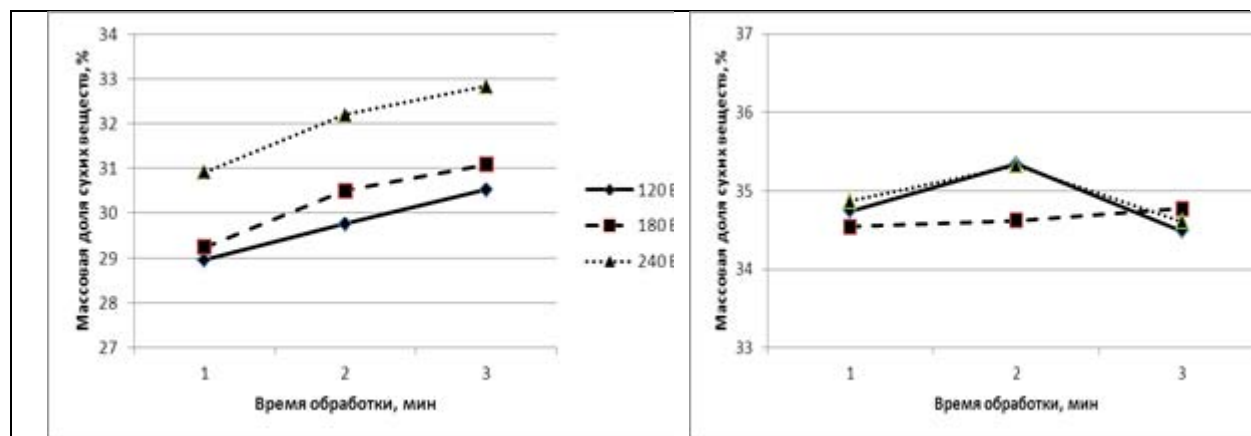 Массовая доля сухих веществ, %
34
33
32
31
30
29
28
27
1 2 3
Время обработки, мин
120 В
180 В
240 В
Массовая доля сухих веществ, %
37
36
35
34
33
1 2 3
Время обработки, мин